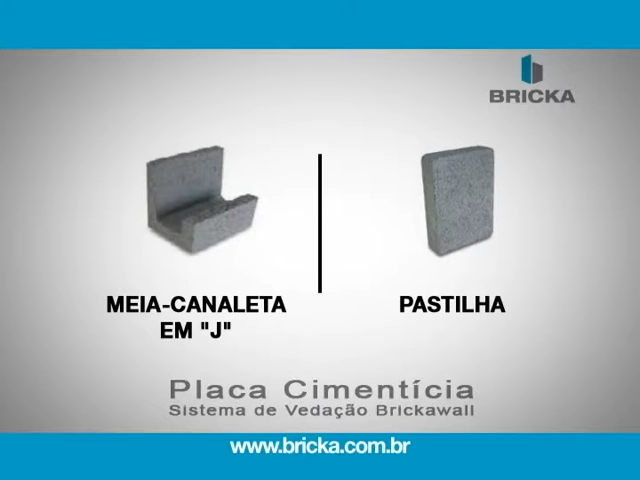 BRICKA
MEIA-CANALETA
EM "J"
PASTILHA
Placa Cimentícia
Sistema de Vedação Brickawall
www.bricka.com.br